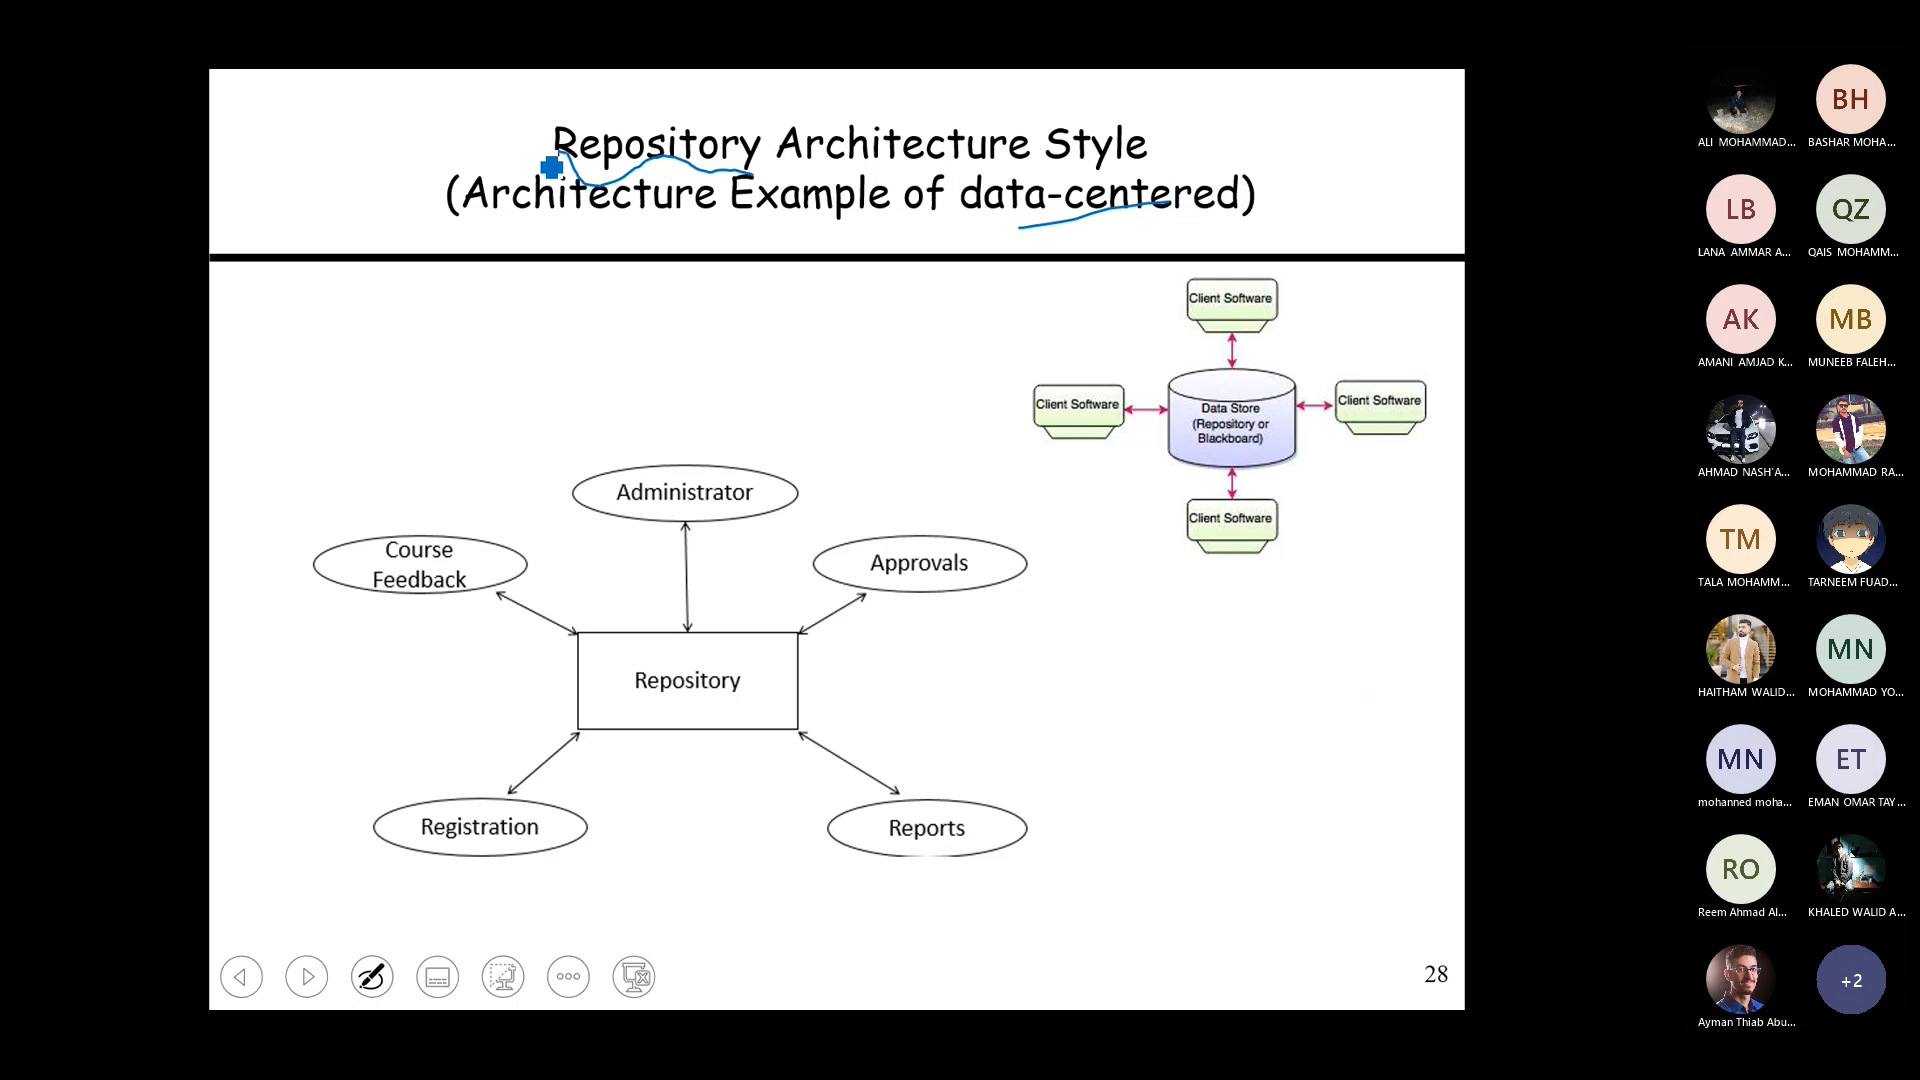 Repository Architecture Style
(Architecture Example of data-centered)
Client Software
Client Software
Data Store
(Repository or
Blackboard)
Client Software
Client Software
Administrator
Course
Feedback
Approvals
Repository
Registration
Reports
28
ALI MOHAMMAD...
BH
BASHAR MOHA...
LB
LANA AMMAR A...
QZ
QAIS MOHAMM...
AK
AMANI AMJAD K...
MB
MUNEEB FALEH...
AHMAD NASH'A...
MOHAMMAD RA...
TM
TALA MOHAMM...
TARNEEM FUAD...
HAITHAM WALID...
MN
MOHAMMAD YO...
MN
mohanned moha...
ET
EMAN OMAR TAY...
RO
Reem Ahmad Al...
KHALED WALID A...
Ayman Thiab Abu...
+2